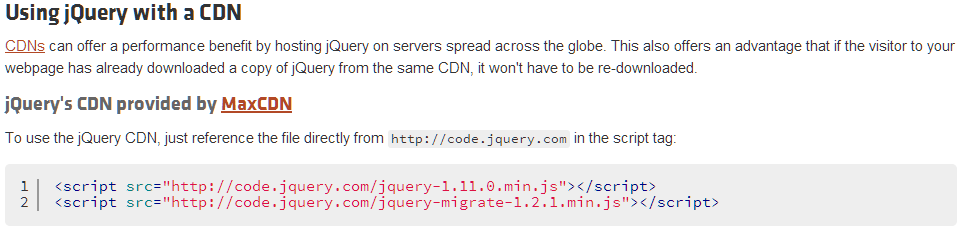 Using jQuery with a CDN
CDNs can offer a performance benefit by hosting jQuery on servers spread across the globe. This also offers an advantage that if the visitor to your
webpage has already downloaded a copy of jQuery from the same CDN, it won't have to be re-downloaded.
jQuery's CDN provided by MaxCDN
To use the jQuery CDN, just reference the file directly from http://code.jquery.com in the script tag:
1 <script src="http://code.jquery.com/jquery-1.11.0.min.js"></script>
2 <script src="http://code.jquery.com/jquery-migrate-1.2.1.min.js"></script>